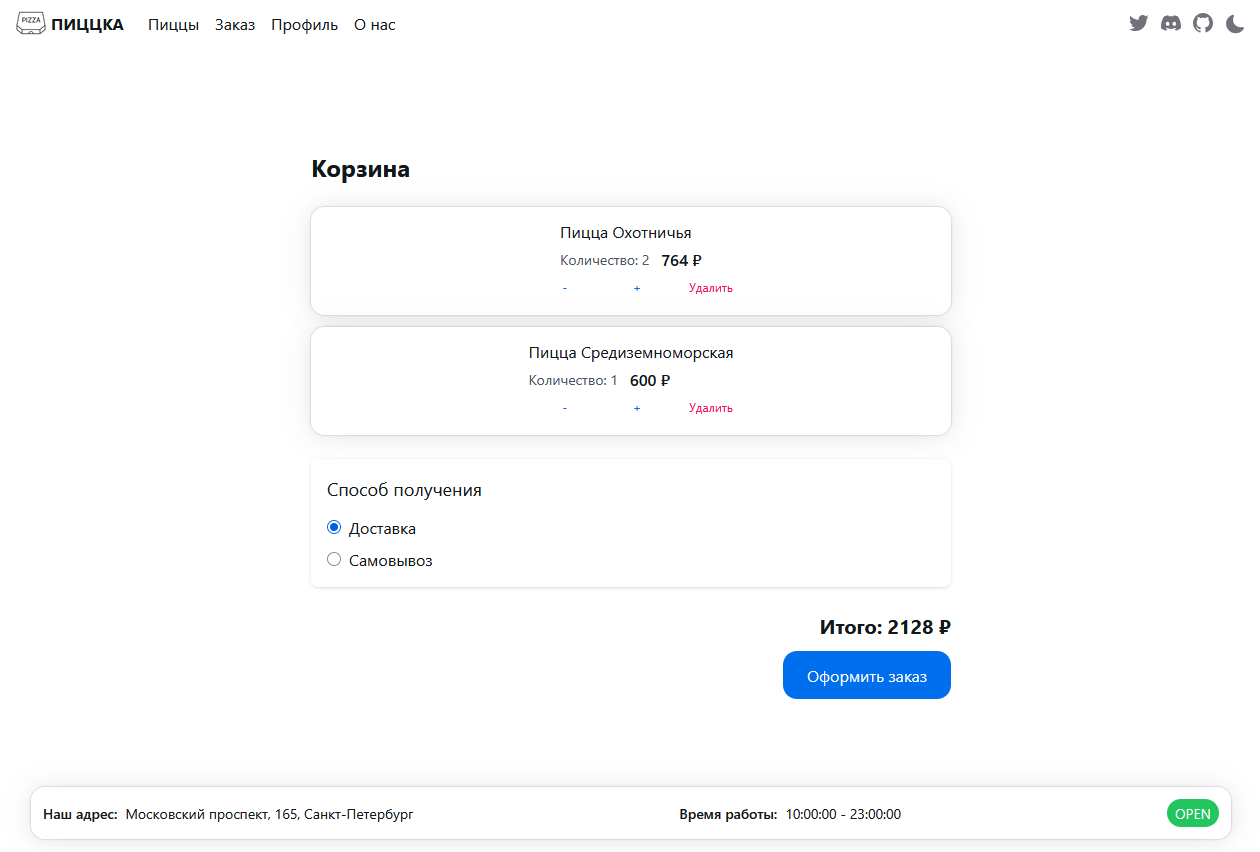 PIZZA ПИЦЦКА Пиццы Заказ Профиль О нас
Корзина
Пицца Охотничья
Количество: 2 764 ₽
- + Удалить
Пицца Средиземноморская
Количество: 1 600 ₽
- + Удалить
Способ получения
Доставка
Самовывоз
Итого: 2128 ₽
Оформить заказ
Наш адрес: Московский проспект, 165, Санкт-Петербург Время работы: 10:00:00 - 23:00:00 OPEN